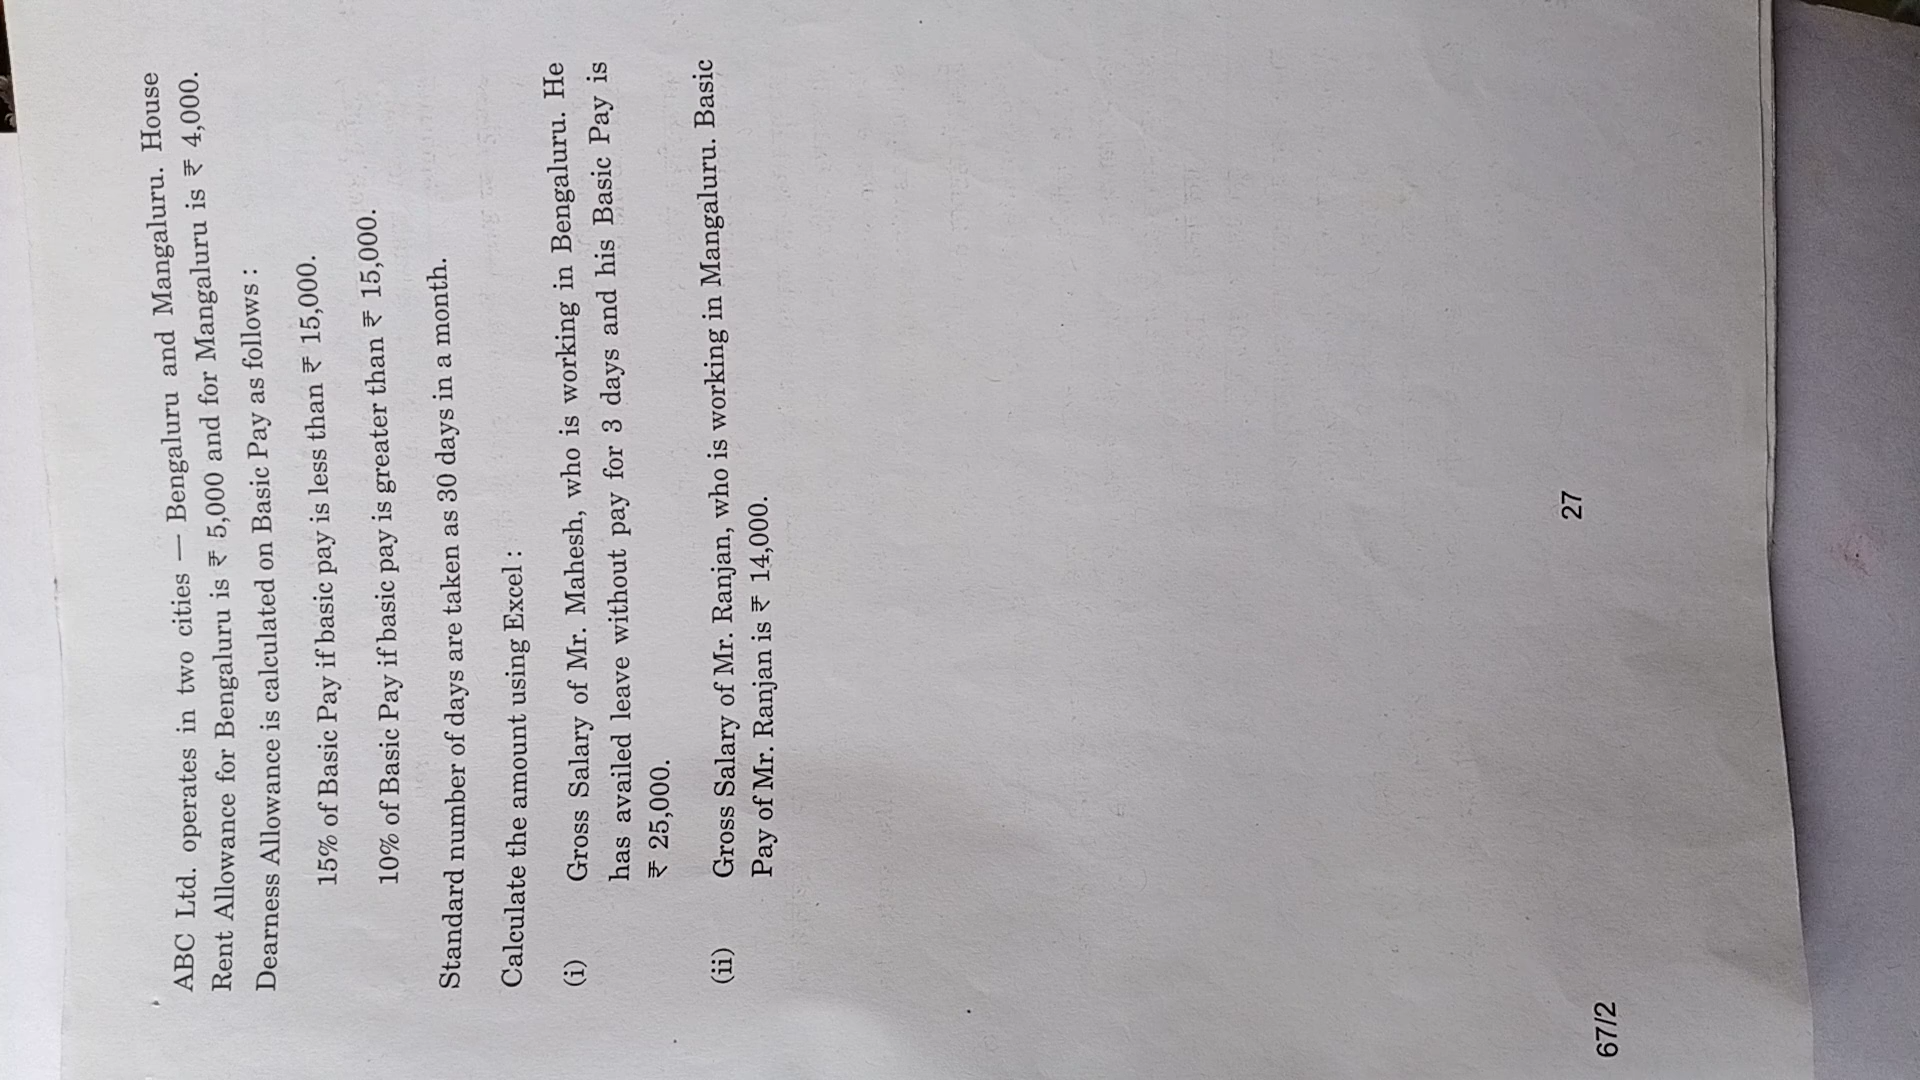 ABC Ltd. operates in two cities — Bengaluru and Mangaluru. House
Rent Allowance for Bengaluru is ₹ 5,000 and for Mangaluru is ₹ 4,000.
Dearness Allowance is calculated on Basic Pay as follows :
15% of Basic Pay if basic pay is less than ₹ 15,000.
10% of Basic Pay if basic pay is greater than ₹ 15,000.
Standard number of days are taken as 30 days in a month.
Calculate the amount using Excel :
(i) Gross Salary of Mr. Mahesh, who is working in Bengaluru. He
has availed leave without pay for 3 days and his Basic Pay is
₹ 25,000.
(ii) Gross Salary of Mr. Ranjan, who is working in Mangaluru. Basic
Pay of Mr. Ranjan is ₹ 14,000.
67/2 27